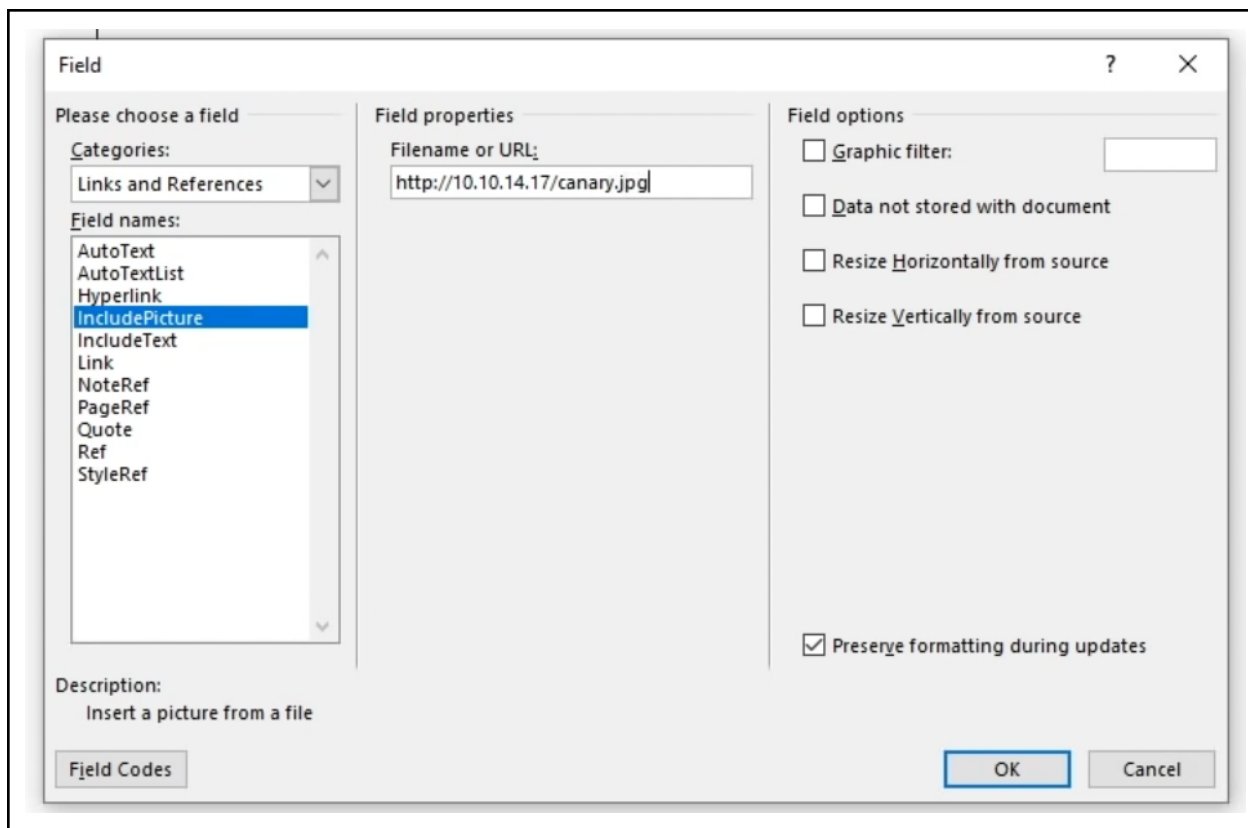 Field
?
Please choose a field
Categories:
Links and References
Field names:
AutoText
AutoTextList
Hyperlink
IncludePicture
IncludeText
Link
NoteRef
PageRef
Quote
Ref
StyleRef
Field properties
Filename or URL:
http://10.10.14.17/canary.jpg
Field options
Graphic filter:
Data not stored with document
Resize Horizontally from source
Resize Vertically from source
Preserve formatting during updates
Description:
Insert a picture from a file
Field Codes
OK
Cancel